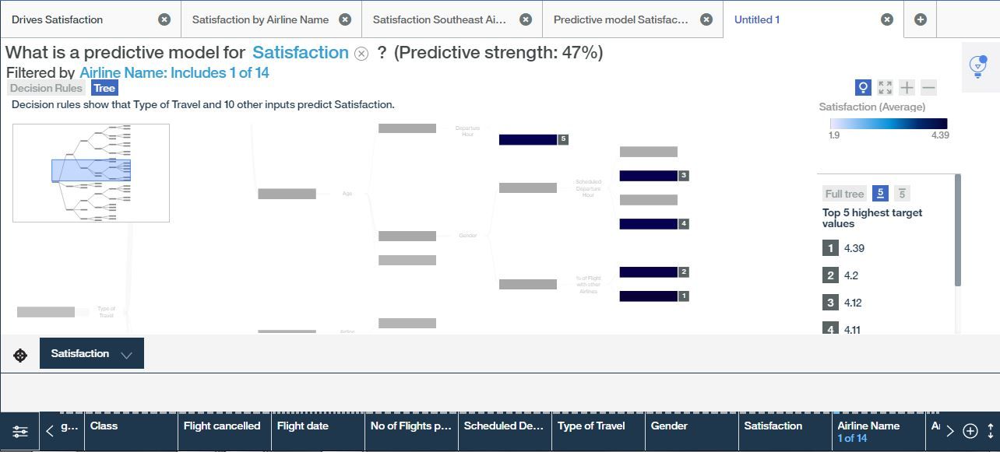 Drives Satisfaction
Satisfaction by Airline Name
Satisfaction Southeast Ai...
Predictive model Satisfac...
Untitled 1
What is a predictive model for Satisfaction ? (Predictive strength: 47%)
Filtered by Airline Name: Includes 1 of 14
Decision Rules Tree
Decision rules show that Type of Travel and 10 other inputs predict Satisfaction.
Satisfaction (Average)
1.9 4.39
Departure
Hour
5
3
Scheduled
Departure
Hour
Age
4
Gender
2
% of Flight
with other
Airlines
1
Type of
Travel
Airline
Full tree 5 5
Top 5 highest target
values
1 4.39
2 4.2
3 4.12
4 4.11
Satisfaction
g...
Class
Flight cancelled
Flight date
No of Flights p...
Scheduled De...
Type of Travel
Gender
Satisfaction
Airline Name
1 of 14